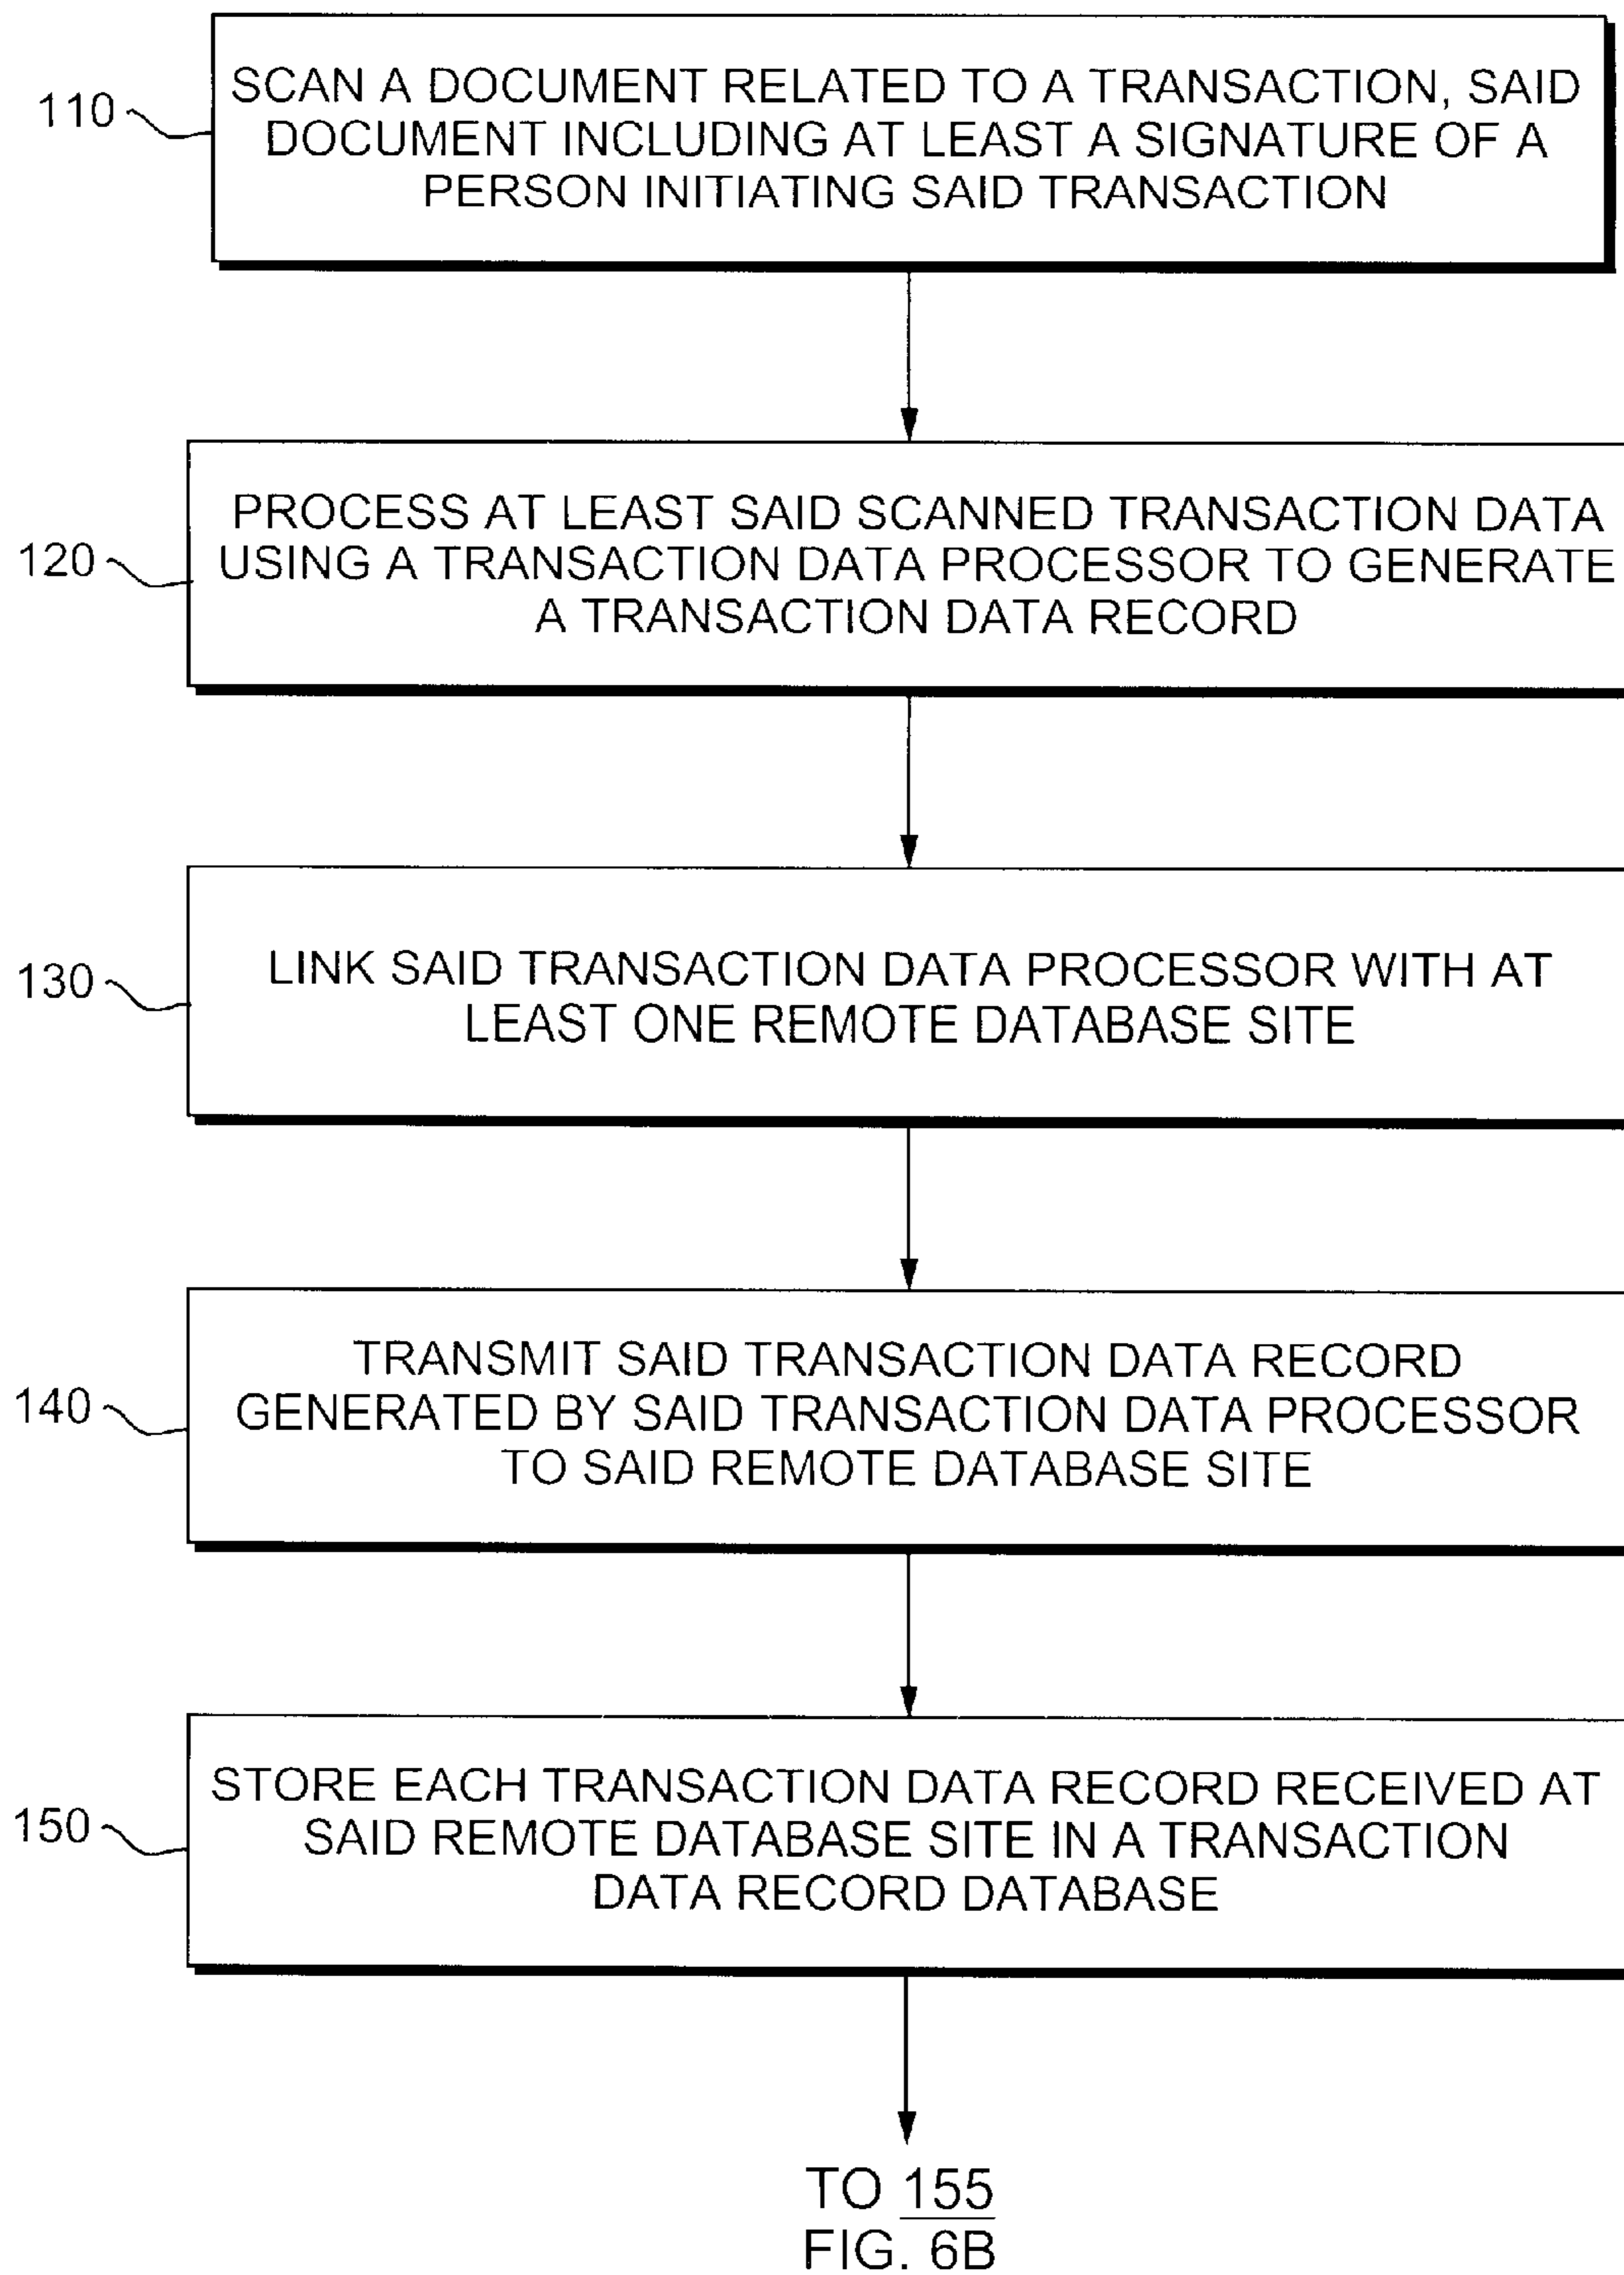 110
SCAN A DOCUMENT RELATED TO A TRANSACTION, SAID
DOCUMENT INCLUDING AT LEAST A SIGNATURE OF A
PERSON INITIATING SAID TRANSACTION
120
PROCESS AT LEAST SAID SCANNED TRANSACTION DATA
USING A TRANSACTION DATA PROCESSOR TO GENERATE
A TRANSACTION DATA RECORD
130
LINK SAID TRANSACTION DATA PROCESSOR WITH AT
LEAST ONE REMOTE DATABASE SITE
140
TRANSMIT SAID TRANSACTION DATA RECORD
GENERATED BY SAID TRANSACTION DATA PROCESSOR
TO SAID REMOTE DATABASE SITE
150
STORE EACH TRANSACTION DATA RECORD RECEIVED AT
SAID REMOTE DATABASE SITE IN A TRANSACTION
DATA RECORD DATABASE
TO 155
FIG. 6B